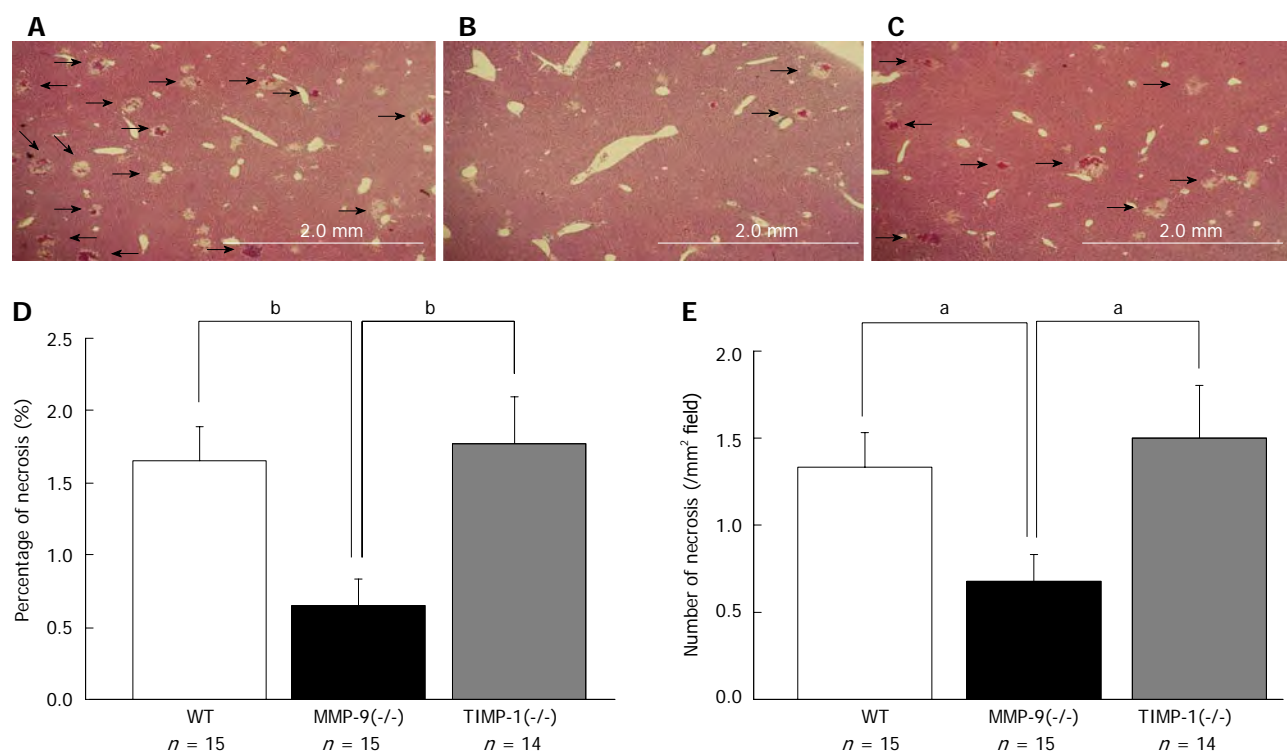 A
B
C
2.0 mm
2.0 mm
2.0 mm
D
b
b
2.5
2.0
1.5
1.0
0.5
0.0
Percentage of necrosis (%)
WT
MMP-9(-/-)
TIMP-1(-/-)
n = 15
n = 15
n = 14
E
a
a
2.0
1.5
1.0
0.5
0.0
Number of necrosis (/mm² field)
WT
MMP-9(-/-)
TIMP-1(-/-)
n = 15
n = 15
n = 14